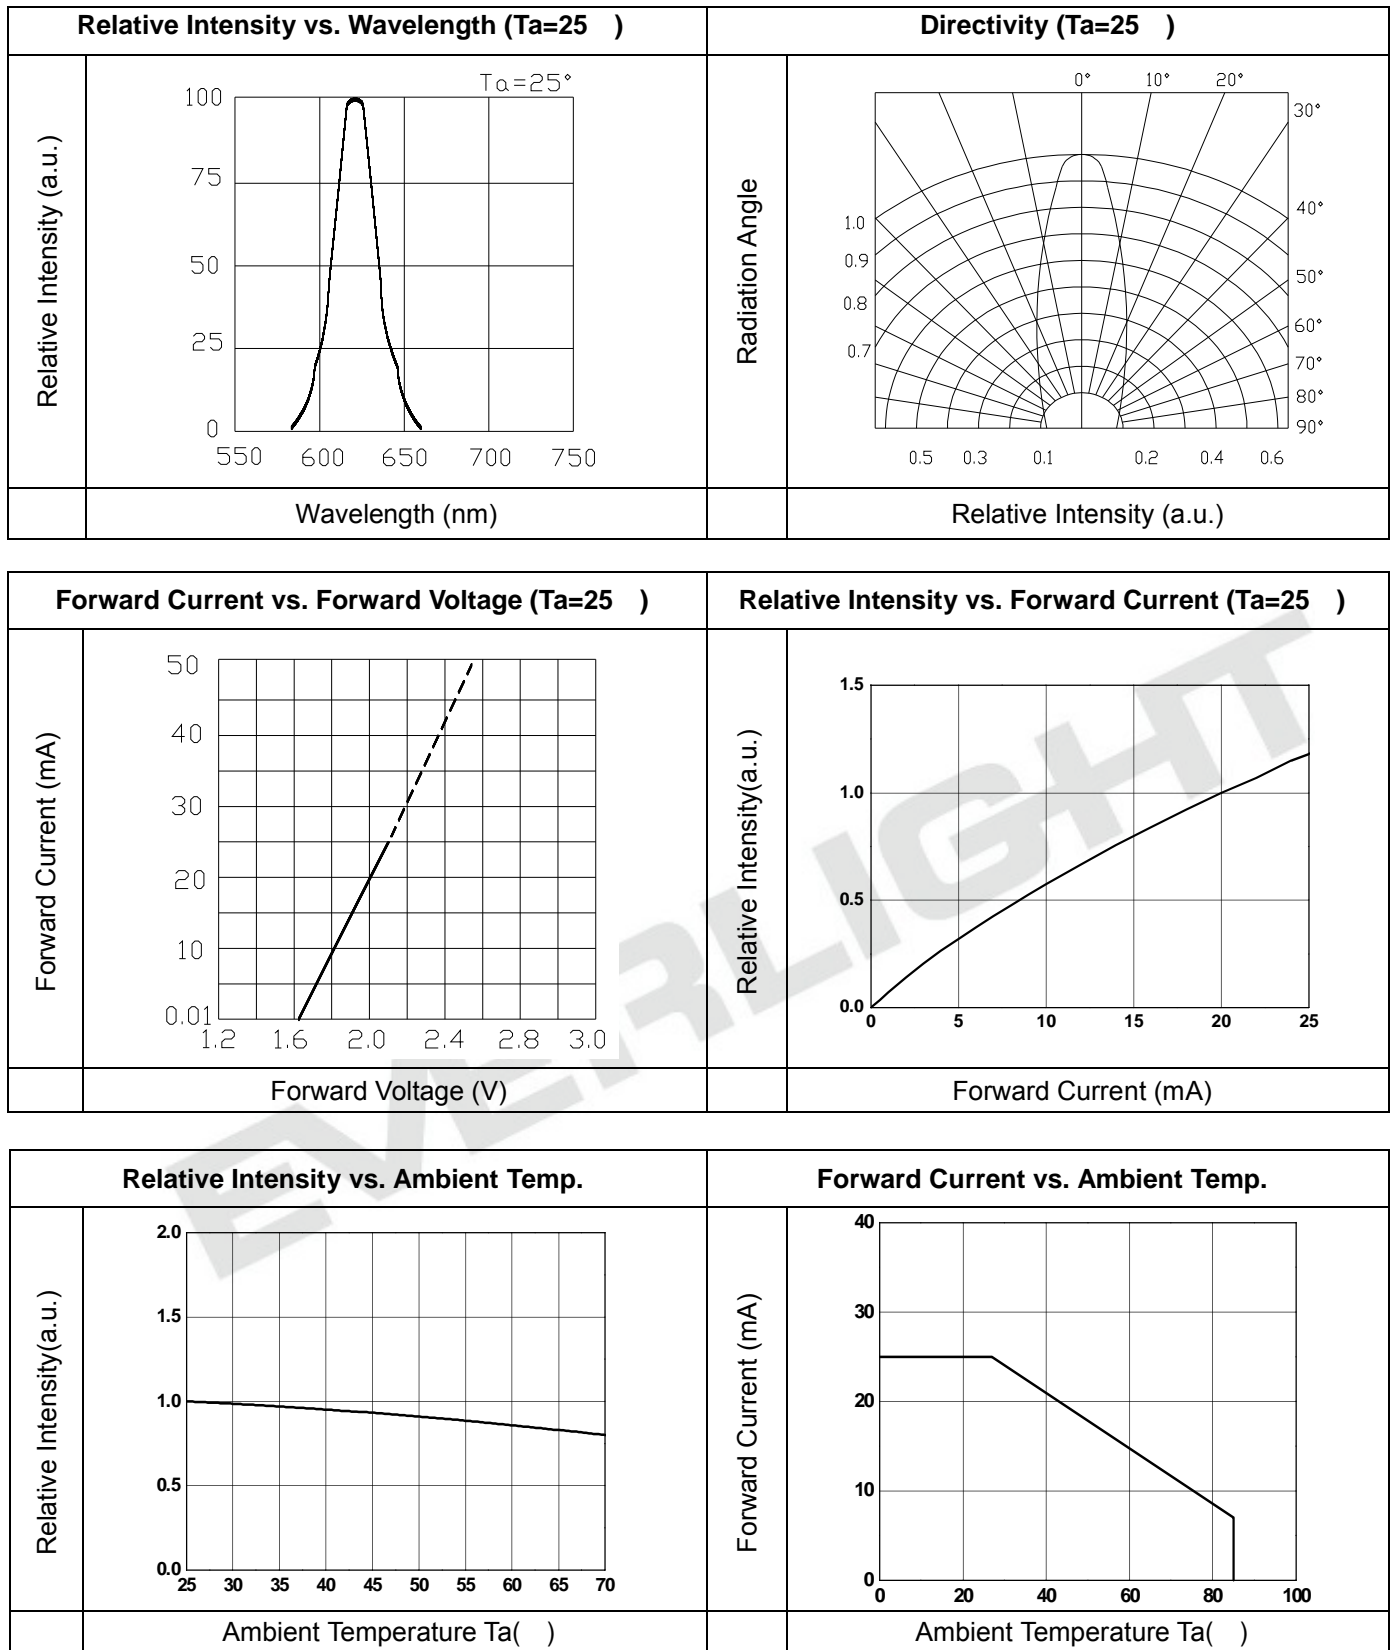 Relative Intensity vs. Wavelength (Ta=25 )
Directivity (Ta=25 )
Relative Intensity (a.u.)
Ta=25°
100
75
50
25
0
550 600 650 700 750
Wavelength (nm)
Radiation Angle
0° 10° 20°
30°
40°
50°
60°
70°
80°
90°
1.0
0.9
0.8
0.7
0.5 0.3 0.1 0.2 0.4 0.6
Relative Intensity (a.u.)
Forward Current vs. Forward Voltage (Ta=25 )
Relative Intensity vs. Forward Current (Ta=25 )
Forward Current (mA)
50
40
30
20
10
0.01
1.2 1.6 2.0 2.4 2.8 3.0
Forward Voltage (V)
Relative Intensity(a.u.)
1.5
1.0
0.5
0.0
0 5 10 15 20 25
Forward Current (mA)
EVERLIGHT
Relative Intensity vs. Ambient Temp.
Forward Current vs. Ambient Temp.
Relative Intensity(a.u.)
2.0
1.5
1.0
0.5
0.0
25 30 35 40 45 50 55 60 65 70
Ambient Temperature Ta( )
Forward Current (mA)
40
30
20
10
0
0 20 40 60 80 100
Ambient Temperature Ta( )